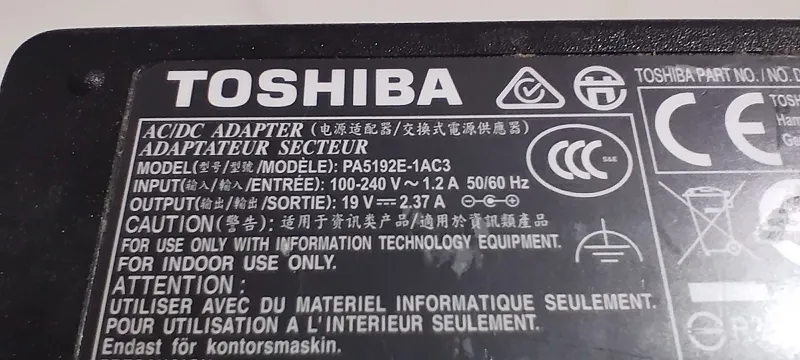 TOSHIBA
TOSHIBA PART NO./NO.
AC/DC ADAPTER (电源适配器/交換式電源供應器)
ADAPTATEUR SECTEUR
MODEL(型号/型號/MODÈLE): PA5192E-1AC3
INPUT(输入/輸入/ENTRÉE): 100-240 V~1.2 A 50/60 Hz
OUTPUT(输出/輸出/SORTIE): 19 V⎓2.37 A
CAUTION(警告): 适用于资讯类产品/適用於資訊類產品
FOR USE ONLY WITH INFORMATION TECHNOLOGY EQUIPMENT.
FOR INDOOR USE ONLY.
ATTENTION :
UTILISER AVEC DU MATERIEL INFORMATIQUE SEULEMENT.
POUR UTILISATION A L'INTERIEUR SEULEMENT.
Endast för kontorsmaskin.
CCC
S&E
CE